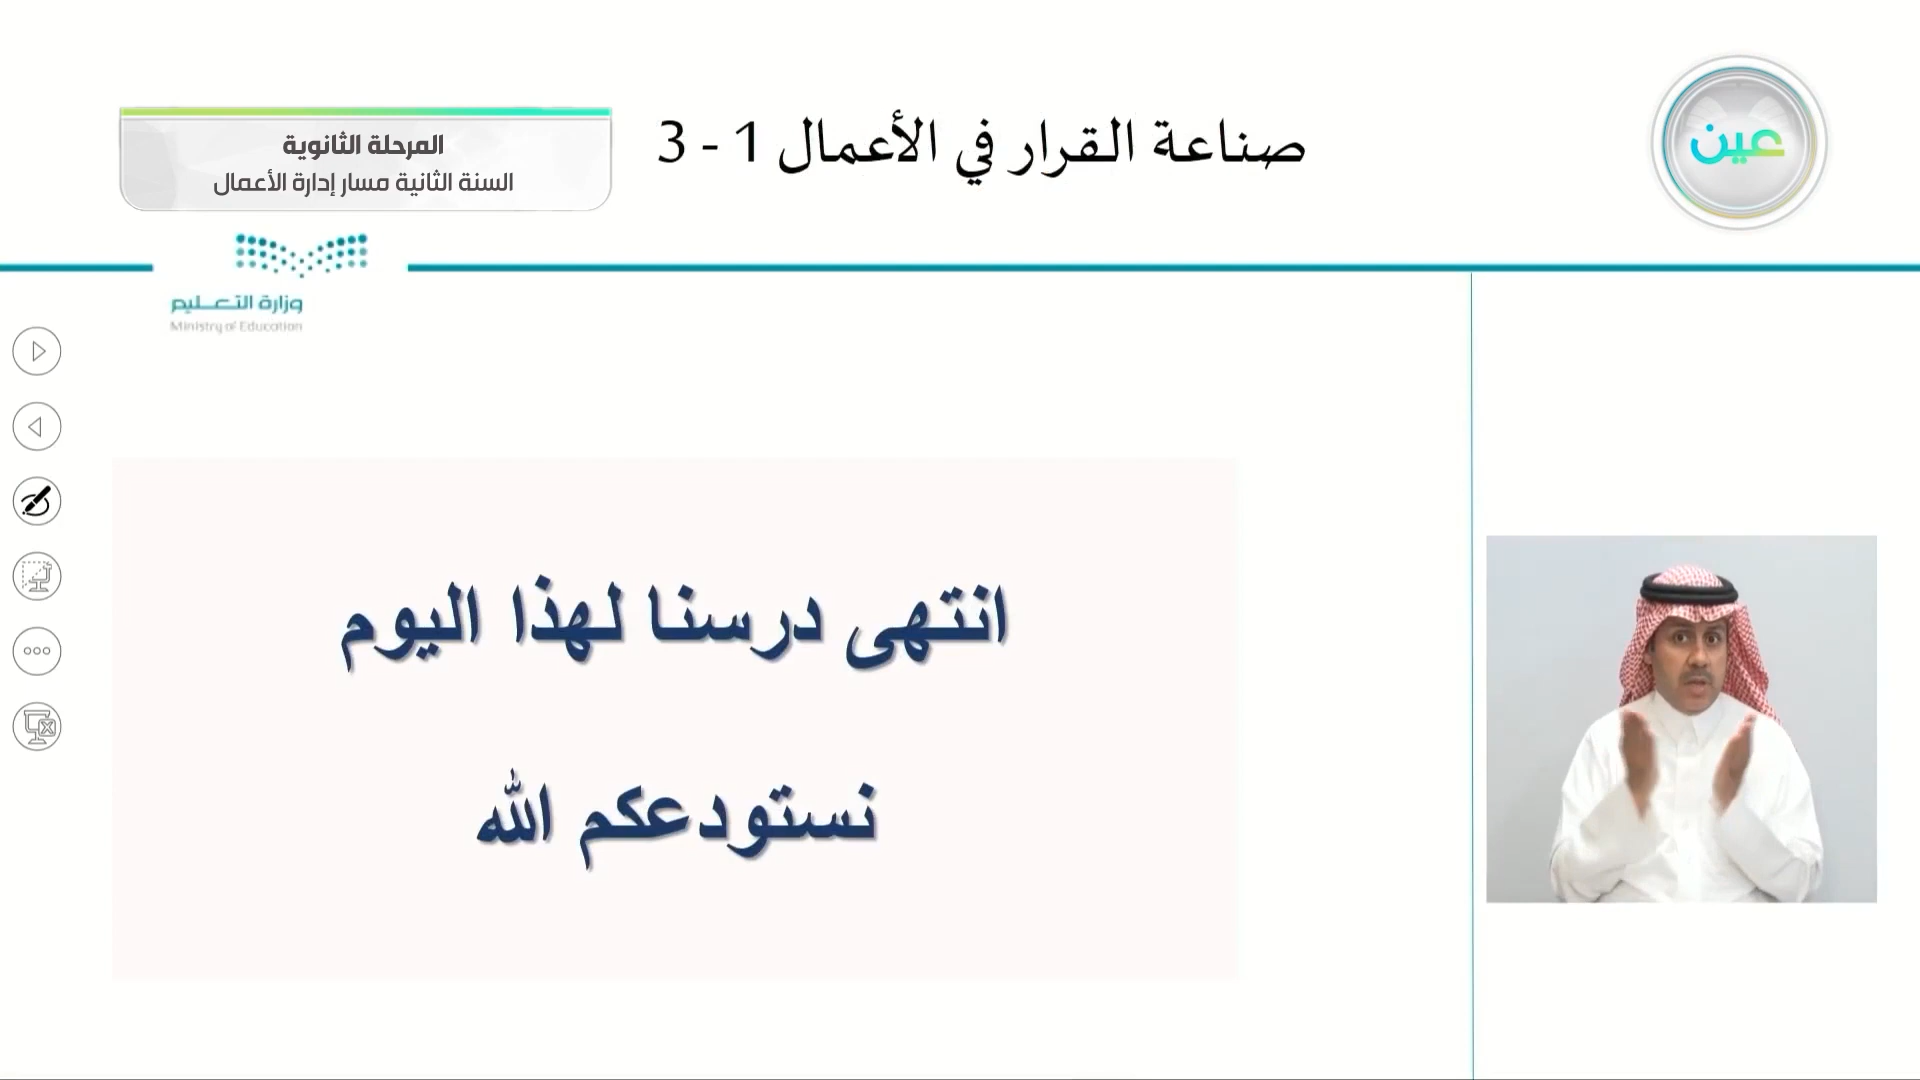 عين
صناعة القرار في الأعمال 1 - 3
المرحلة الثانوية
السنة الثانية مسار إدارة الأعمال
وزارة التعليم
Ministry of Education
انتهى درسنا لهذا اليوم
نستودعكم الله